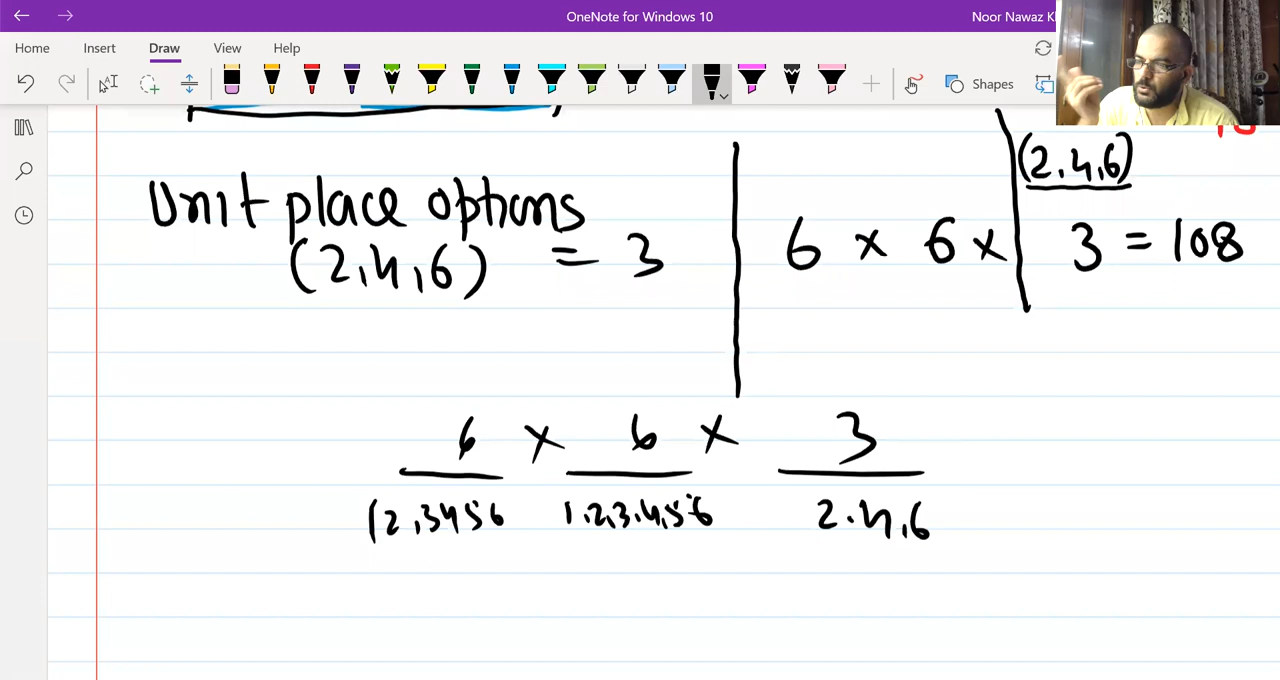 OneNote for Windows 10
Noor Nawaz
Home Insert Draw View Help
Shapes
Unit place options
(2,4,6) = 3
(2,4,6)
6 x 6 x 3 = 108
6 x 6 x 3
1 2,3 4 5 6 1,2,3,4,5 6 2,4,6